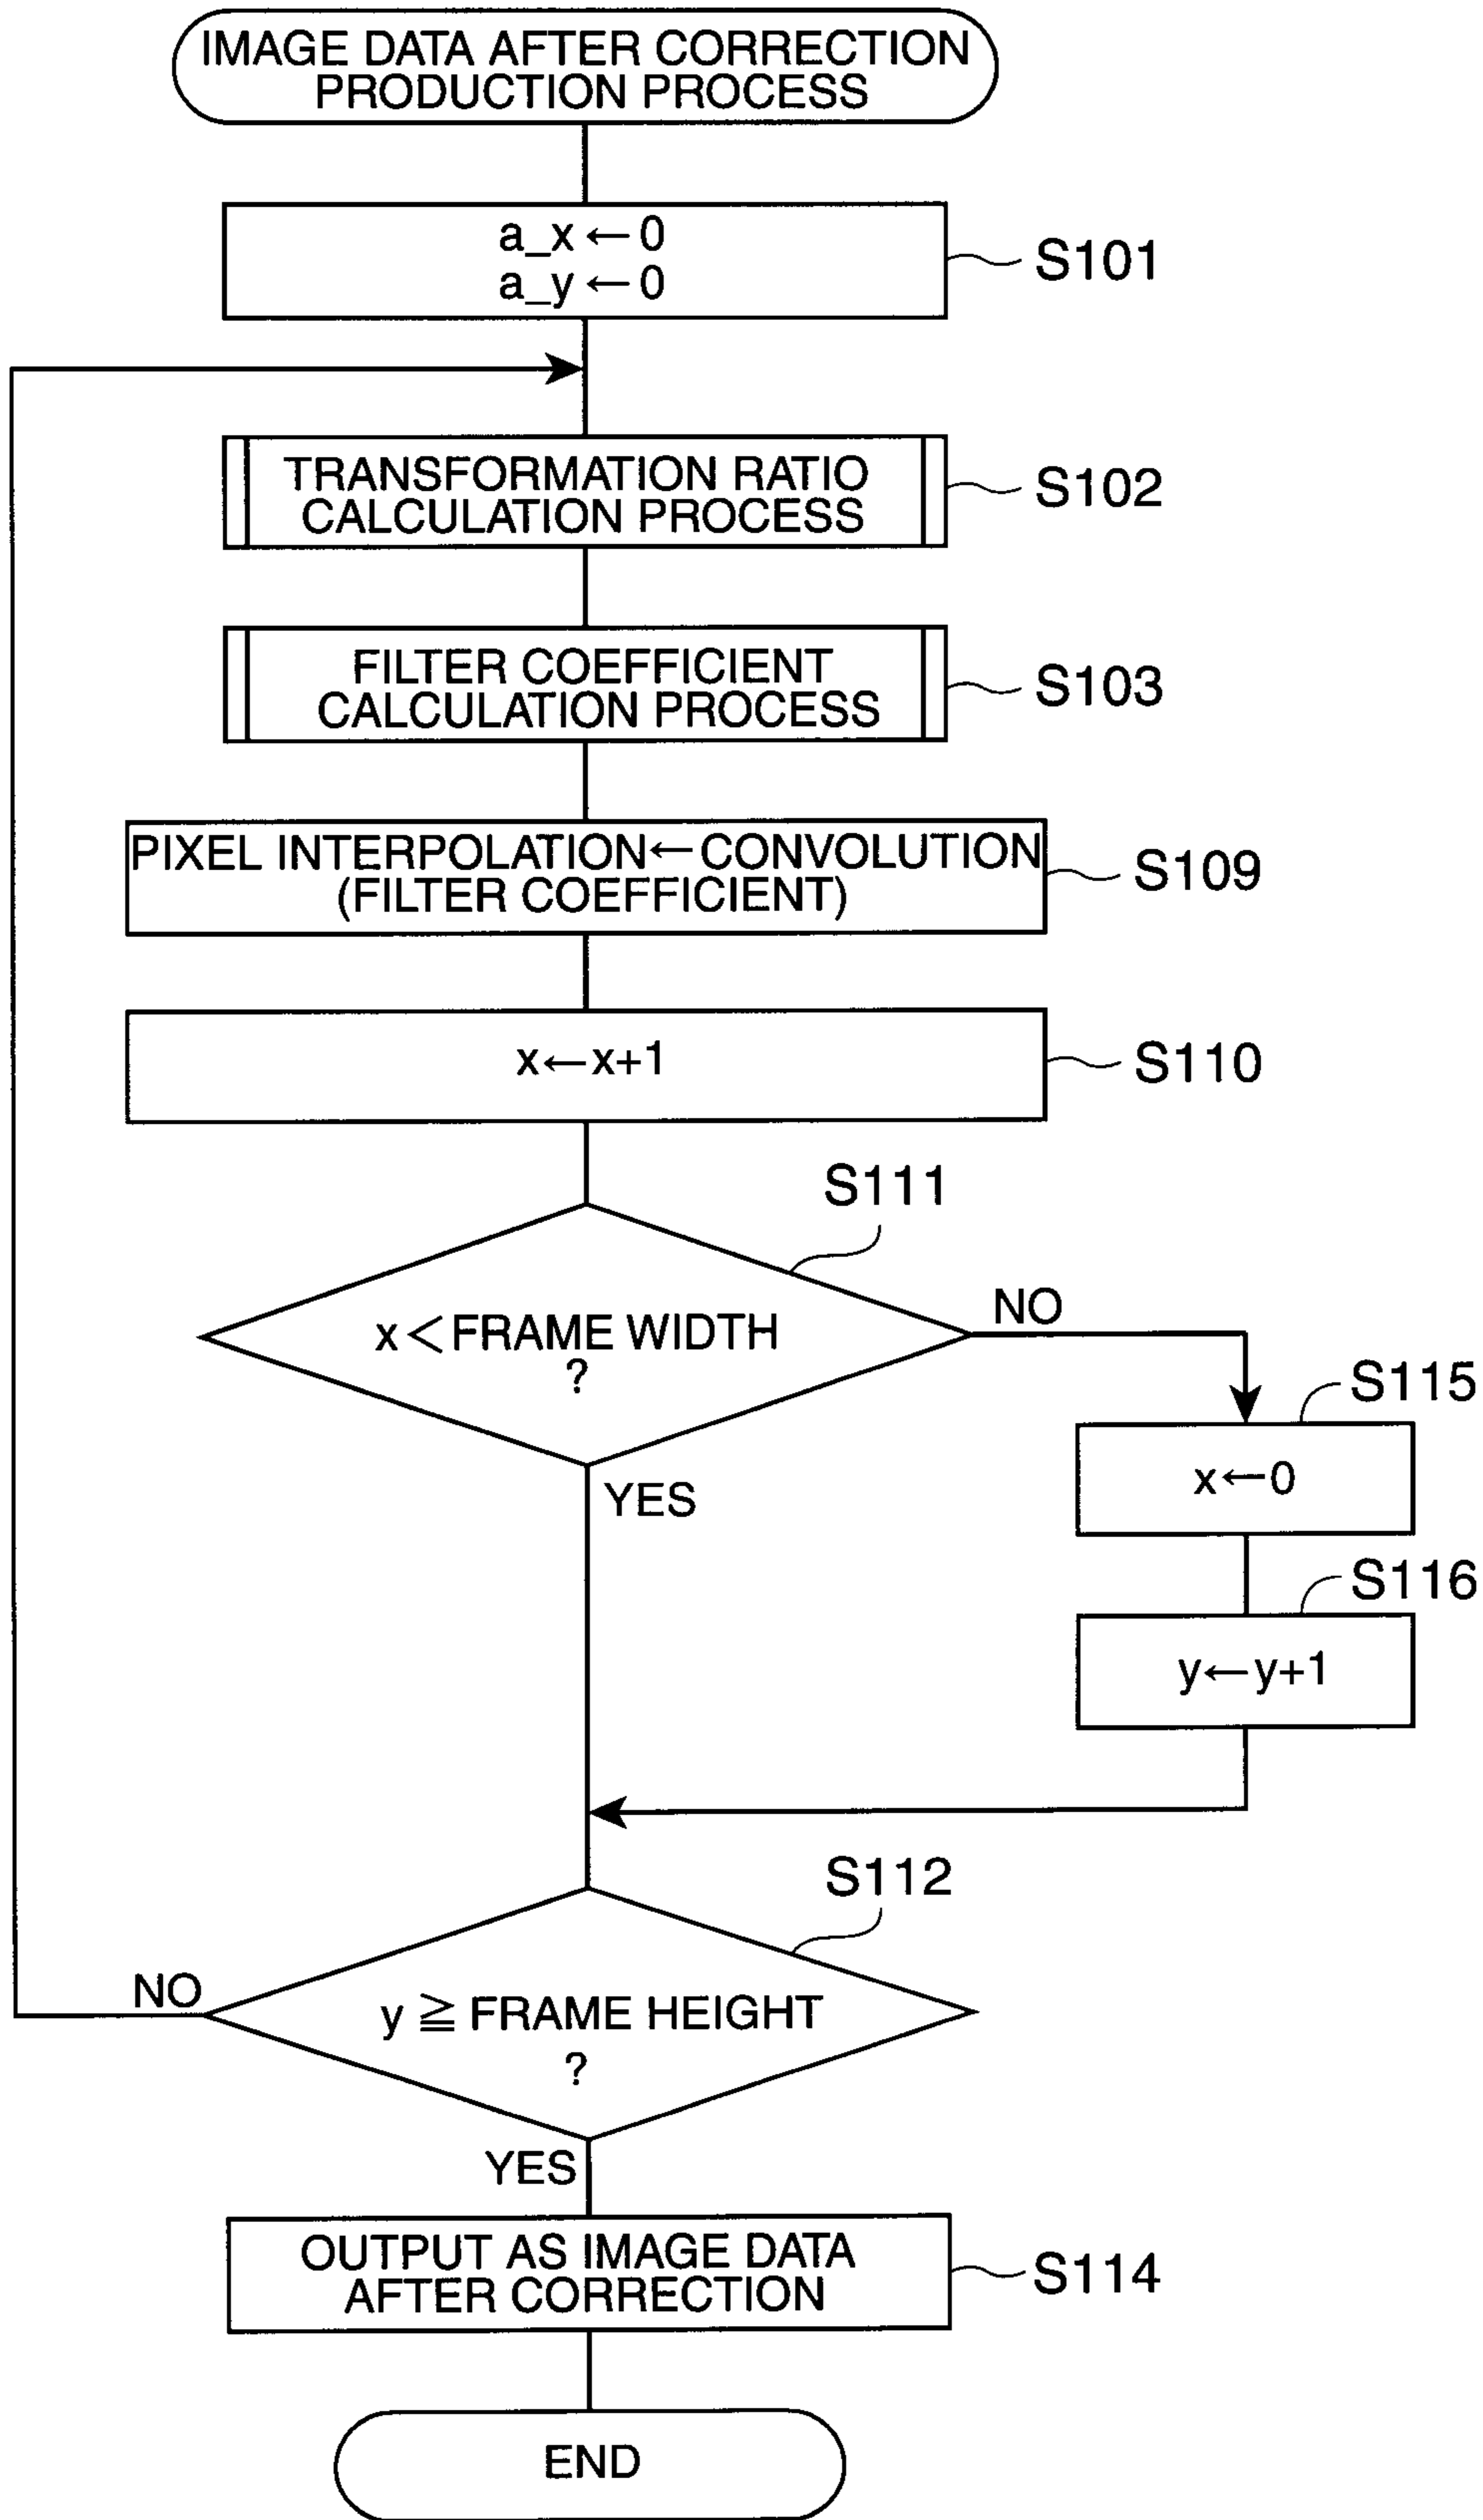 IMAGE DATA AFTER CORRECTION
PRODUCTION PROCESS
a_x←0
a_y←0
S101
TRANSFORMATION RATIO
CALCULATION PROCESS
S102
FILTER COEFFICIENT
CALCULATION PROCESS
S103
PIXEL INTERPOLATION←CONVOLUTION
(FILTER COEFFICIENT)
S109
x←x+1
S110
S111
x<FRAME WIDTH
?
NO
YES
S115
x←0
S116
y←y+1
S112
y≧FRAME HEIGHT
?
NO
YES
OUTPUT AS IMAGE DATA
AFTER CORRECTION
S114
END